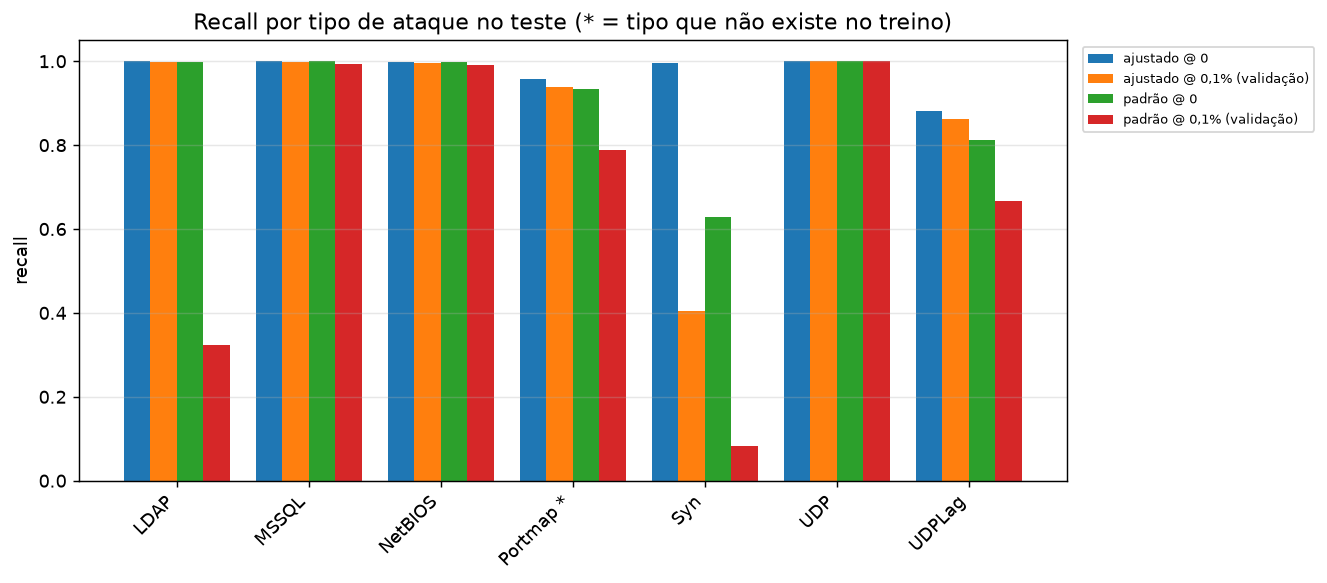 Recall por tipo de ataque no teste (* = tipo que não existe no treino)
recall
1.0
0.8
0.6
0.4
0.2
0.0
LDAP
MSSQL
NetBIOS
Portmap *
Syn
UDP
UDPLag
ajustado @ 0
ajustado @ 0,1% (validação)
padrão @ 0
padrão @ 0,1% (validação)